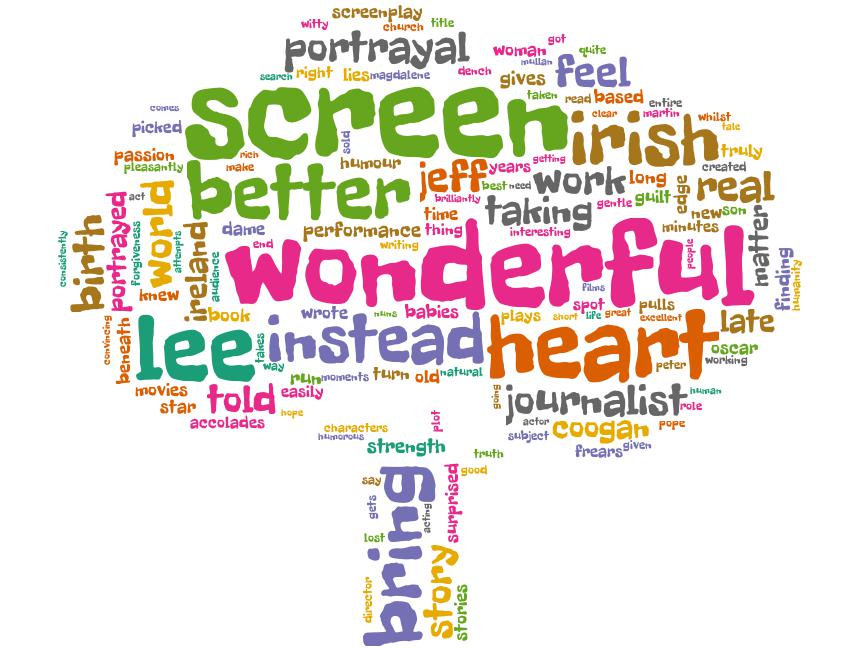 screenplay
witty church title
portrayal woman got quite
mullan
search right lies magdalene dench gives feel
screen taken read based entire
comes clear martin whilst
picked sold irish tale
passion rich humour getting truly
pleasantly make jeff years work long created
better best need edge real
act brilliantly gentle guilt
portrayed world time taking new son
birth dame performance thing interesting minutes matter
consistently forgiveness attempts ireland end writing people
audience wonderful finding
knew films humanity
book wrote nuns babies plays short spot life great pulls excellent late
convincing beneath lee takes instead heart oscar
way peter working
run moments turn old natural
movies told easily going journalist human
star hope plot role
accolades characters actor coogan pope
humorous strength subject frears given
truth
say bring surprised good
gets acting
lost story
director stories